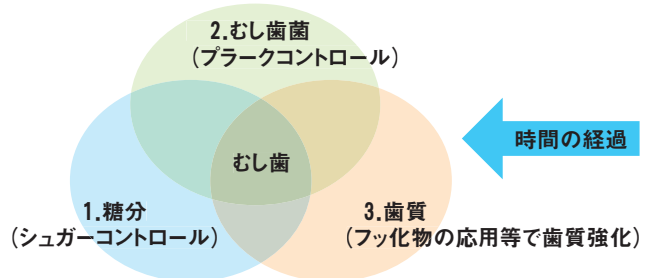 2.むし歯菌
(プラークコントロール)
時間の経過
むし歯
1.糖分
(シュガーコントロール)
3.歯質
(フッ化物の応用等で歯質強化)